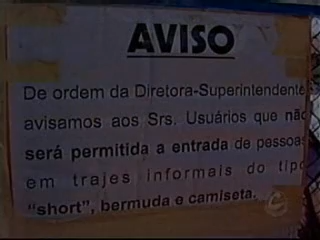 AVISO
De ordem da Diretora-Superintendente
avisamos aos Srs. Usuários que não
será permitida a entrada de pessoas
em trajes informais do tipo
“short”, bermuda e camiseta.